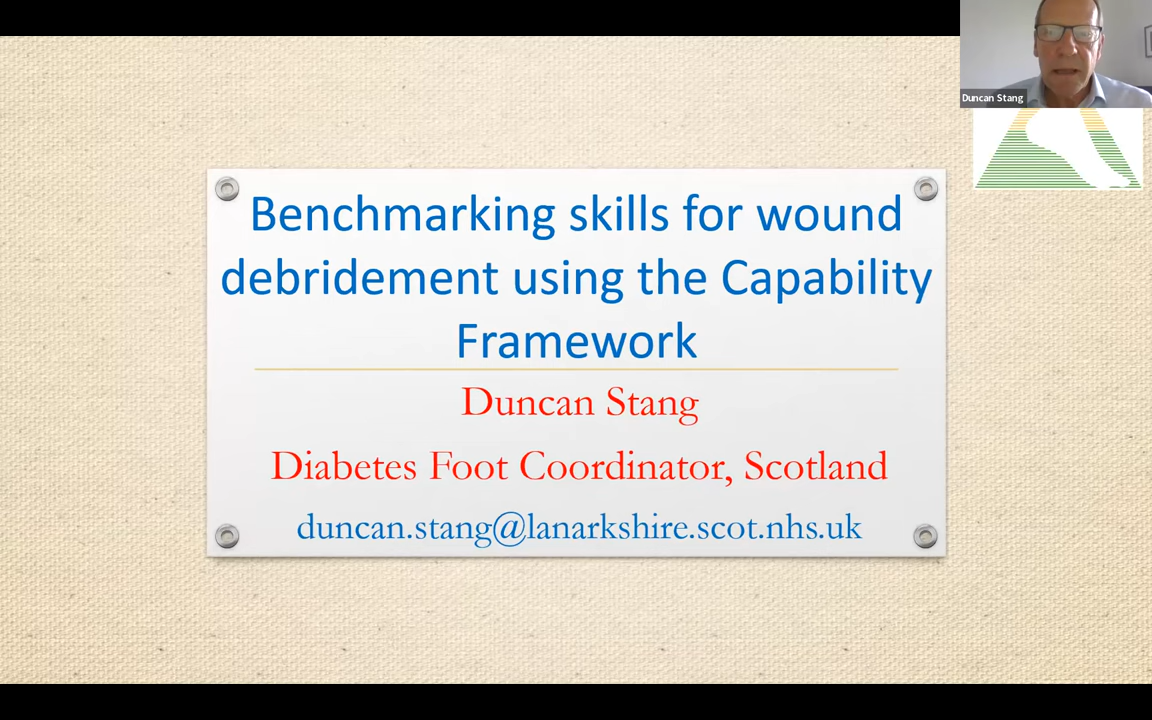 Duncan Stang
Benchmarking skills for wound
debridement using the Capability
Framework
Duncan Stang
Diabetes Foot Coordinator, Scotland
duncan.stang@lanarkshire.scot.nhs.uk